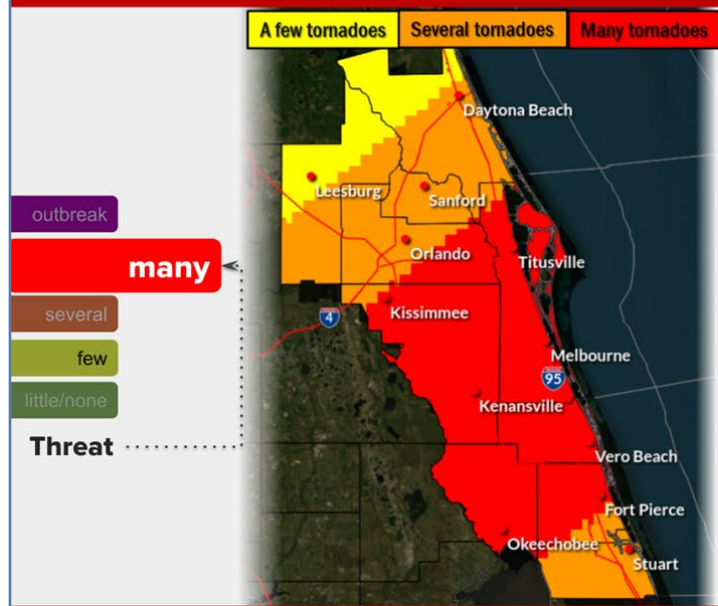 A few tornadoes
Several tornadoes
Many tornadoes
Daytona Beach
Leesburg
Sanford
outbreak
Orlando
many
Titusville
several
Kissimmee
4
few
Melbourne
95
little/none
Kenansville
Threat
Vero Beach
Fort Pierce
Okeechobee
Stuart